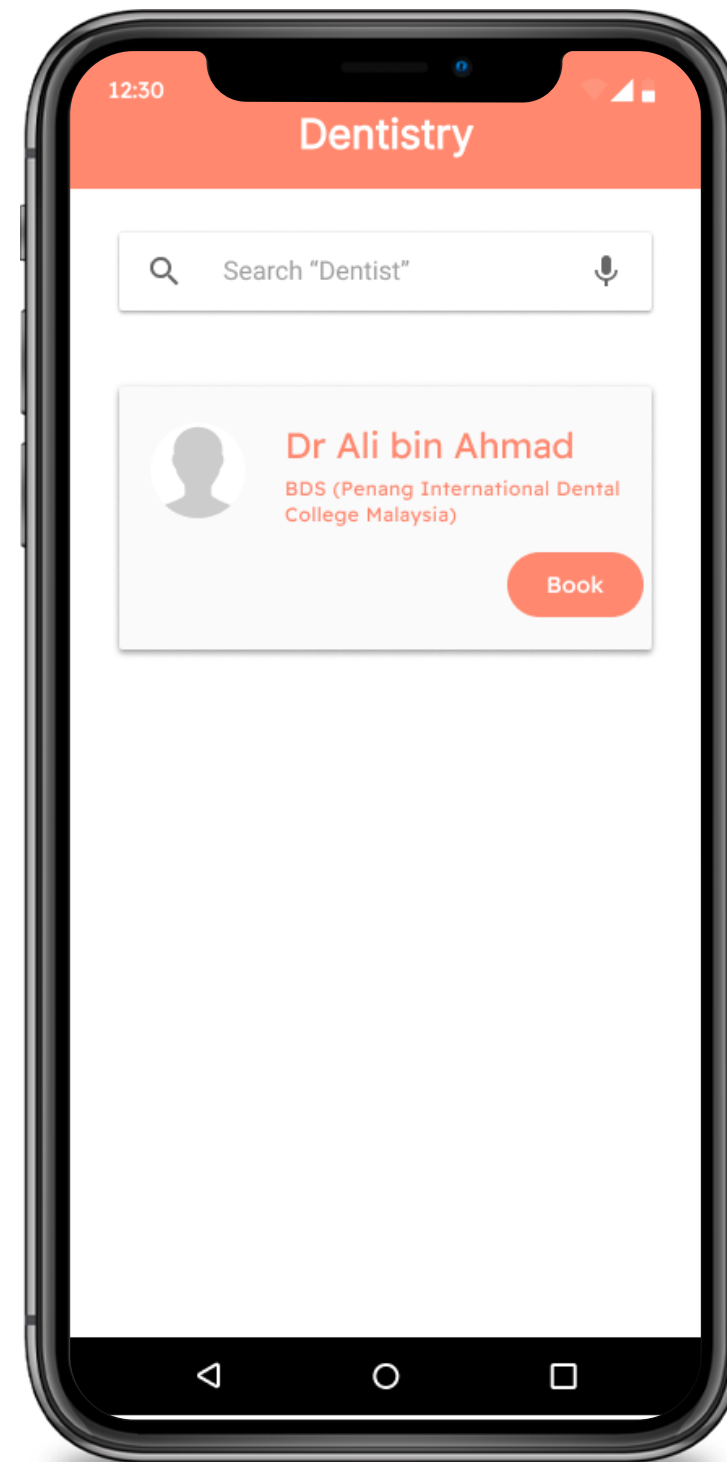 12:30
Dentistry
Search “Dentist”
Dr Ali bin Ahmad
BDS (Penang International Dental
College Malaysia)
Book